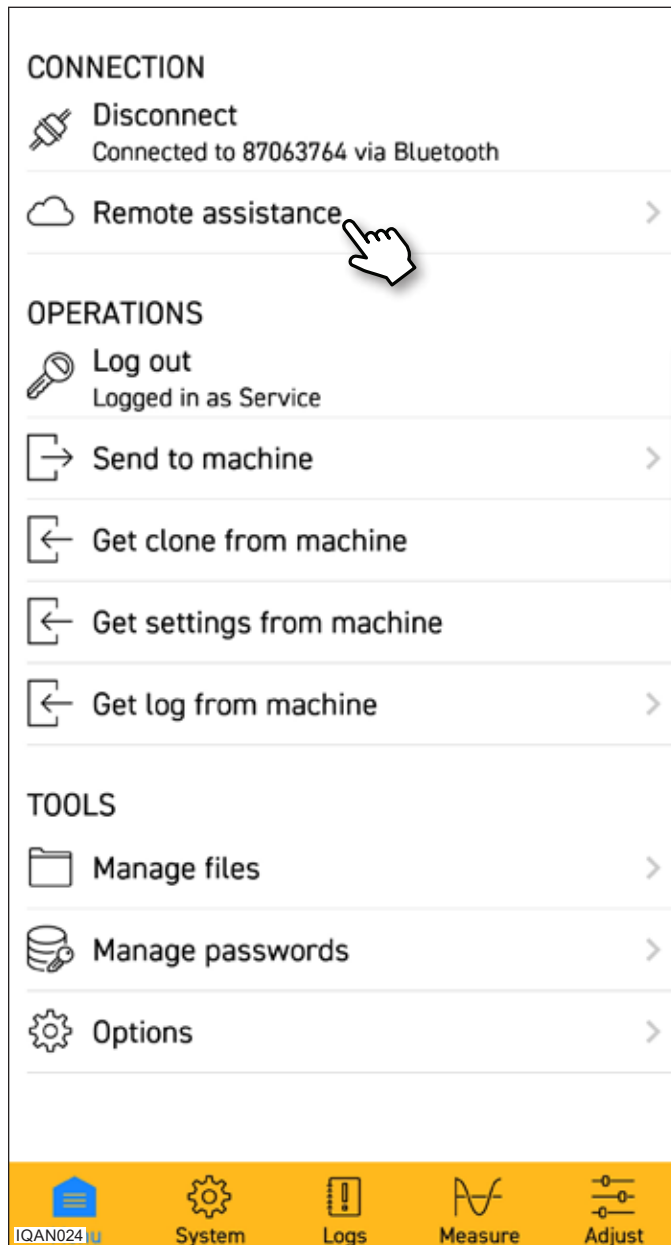 CONNECTION
Disconnect
Connected to 87063764 via Bluetooth
Remote assistance
OPERATIONS
Log out
Logged in as Service
Send to machine
Get clone from machine
Get settings from machine
Get log from machine
TOOLS
Manage files
Manage passwords
Options
System Logs Measure Adjust
IQAN024